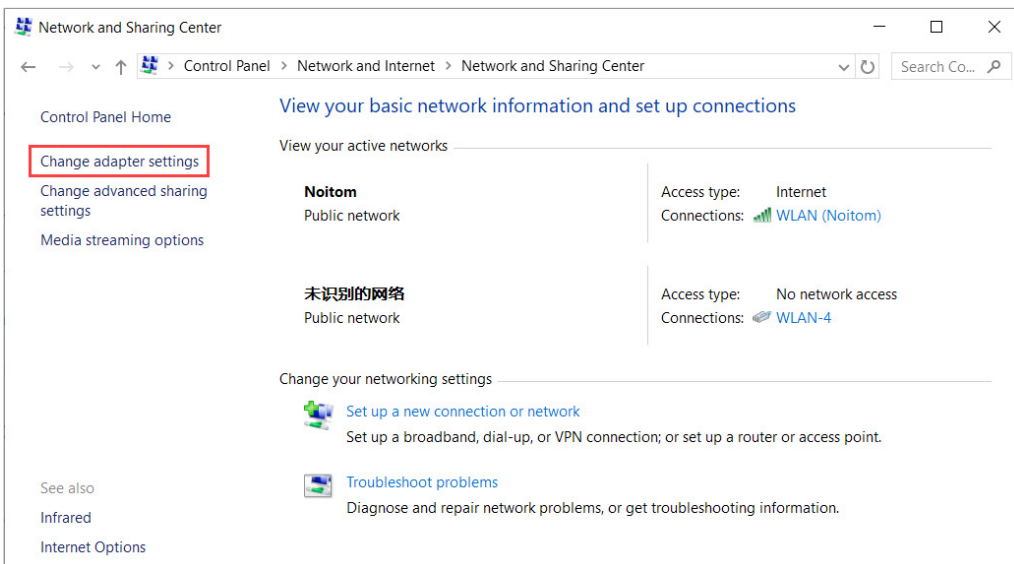 Network and Sharing Center
Control Panel > Network and Internet > Network and Sharing Center
Search Co...
Control Panel Home
Change adapter settings
Change advanced sharing
settings
Media streaming options
See also
Infrared
Internet Options
View your basic network information and set up connections
View your active networks
Noitom
Public network
Access type: Internet
Connections: WLAN (Noitom)
未识别的网络
Public network
Access type: No network access
Connections: WLAN-4
Change your networking settings
Set up a new connection or network
Set up a broadband, dial-up, or VPN connection; or set up a router or access point.
Troubleshoot problems
Diagnose and repair network problems, or get troubleshooting information.